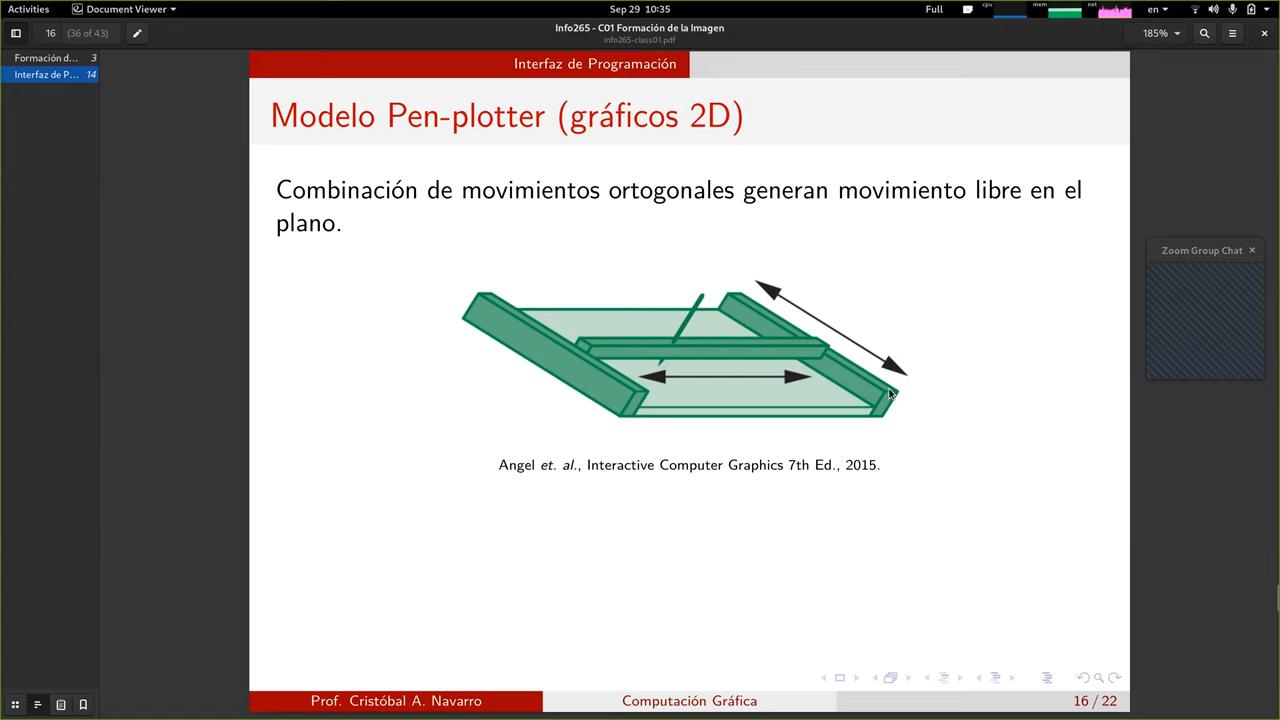 Activities
Document Viewer
Sep 29 10:35
Full
cpu
mem
net
en
16
(36 of 43)
Info265 - C01 Formación de la Imagen
info265-class01.pdf
185%
Formación d... 3
Interfaz de P... 14
Interfaz de Programación
Modelo Pen-plotter (gráficos 2D)
Combinación de movimientos ortogonales generan movimiento libre en el
plano.
Zoom Group Chat
Angel et. al., Interactive Computer Graphics 7th Ed., 2015.
Prof. Cristóbal A. Navarro
Computación Gráfica
16 / 22